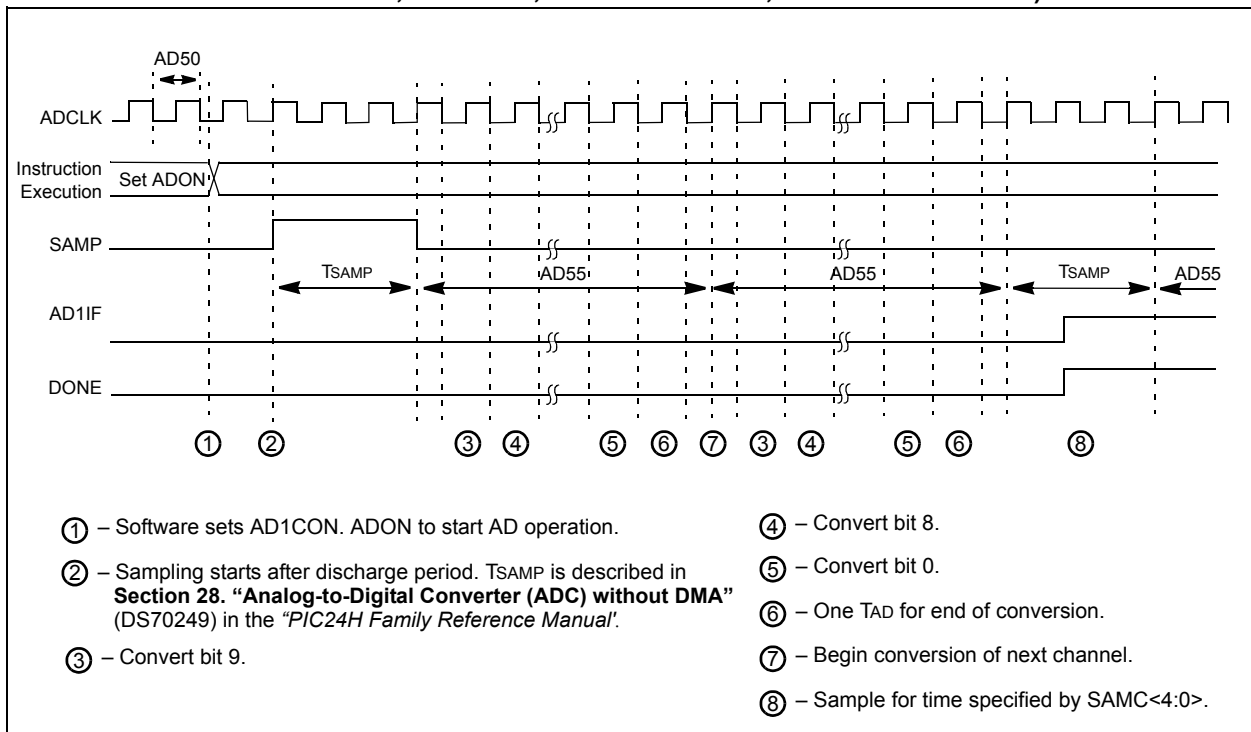 AD50
ADCLK
Instruction
Execution
Set ADON
SAMP
TSAMP AD55 AD55 TSAMP AD55
AD1IF
DONE
1 2 3 4 5 6 7 3 4 5 6 8
1 – Software sets AD1CON. ADON to start AD operation.
2 – Sampling starts after discharge period. TSAMP is described in
Section 28. “Analog-to-Digital Converter (ADC) without DMA”
(DS70249) in the “PIC24H Family Reference Manual'.
3 – Convert bit 9.
4 – Convert bit 8.
5 – Convert bit 0.
6 – One TAD for end of conversion.
7 – Begin conversion of next channel.
8 – Sample for time specified by SAMC<4:0>.